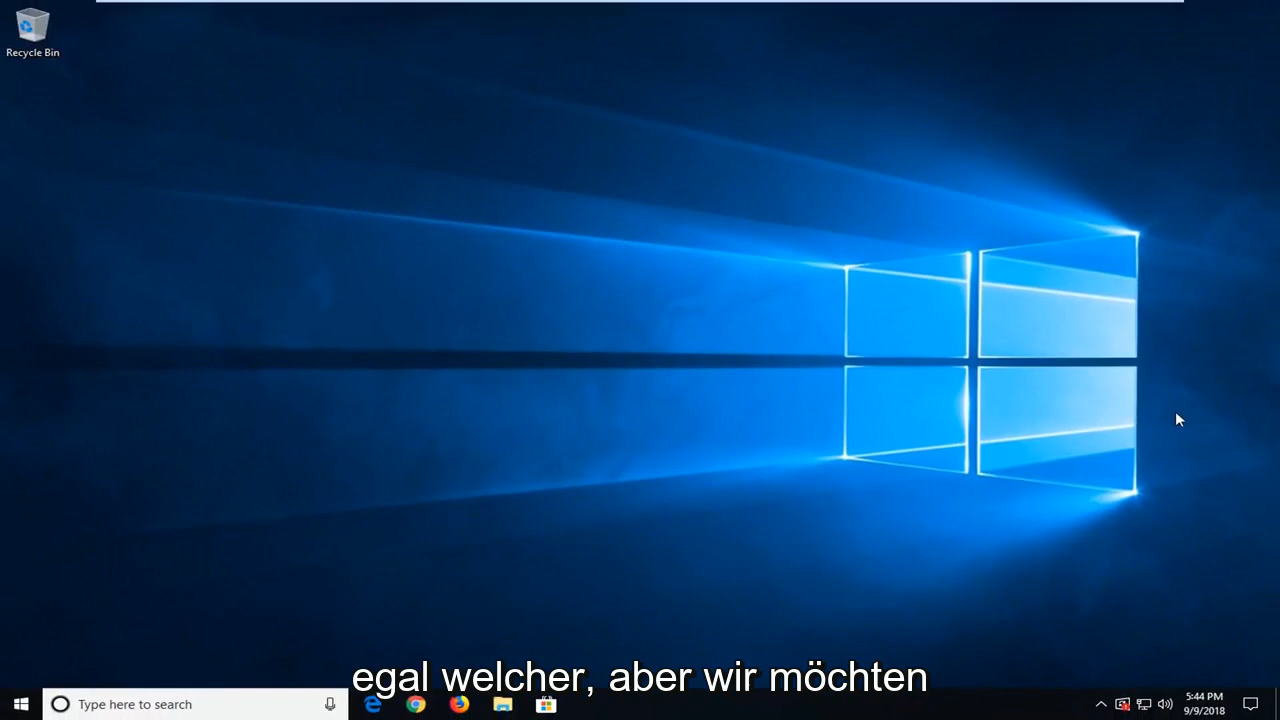 Recycle Bin
egal welcher, aber wir möchten
Type here to search
5:44 PM
9/9/2018